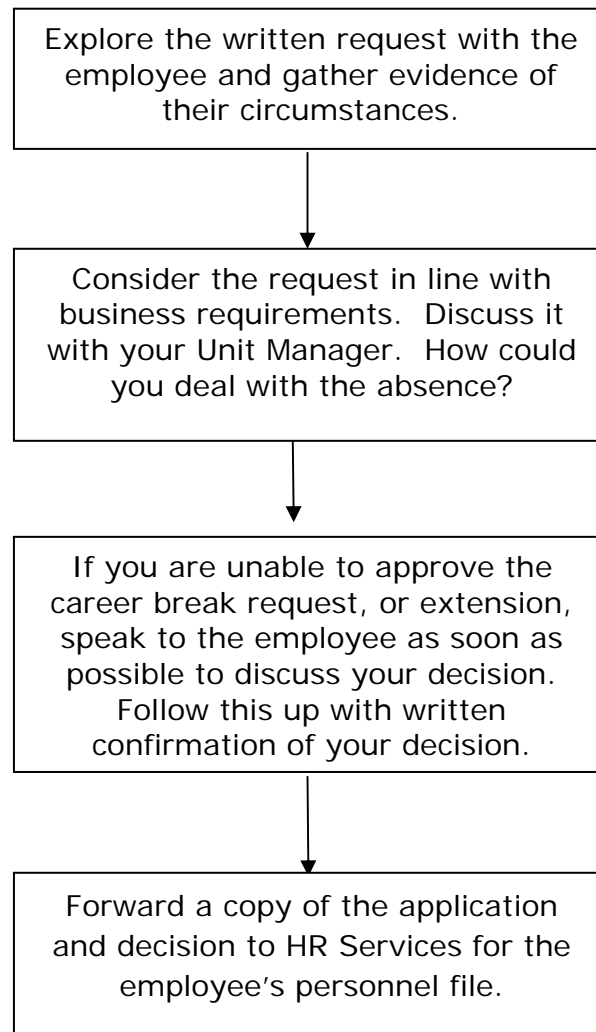 Explore the written request with the
employee and gather evidence of
their circumstances.
Consider the request in line with
business requirements.  Discuss it
with your Unit Manager.  How could
you deal with the absence?
If you are unable to approve the
career break request, or extension,
speak to the employee as soon as
possible to discuss your decision.
Follow this up with written
confirmation of your decision.
Forward a copy of the application
and decision to HR Services for the
employee’s personnel file.